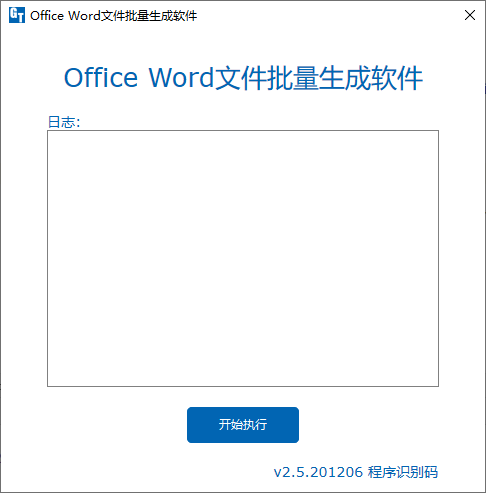 GT Office Word文件批量生成软件
Office Word文件批量生成软件
日志:
开始执行
v2.5.201206 程序识别码